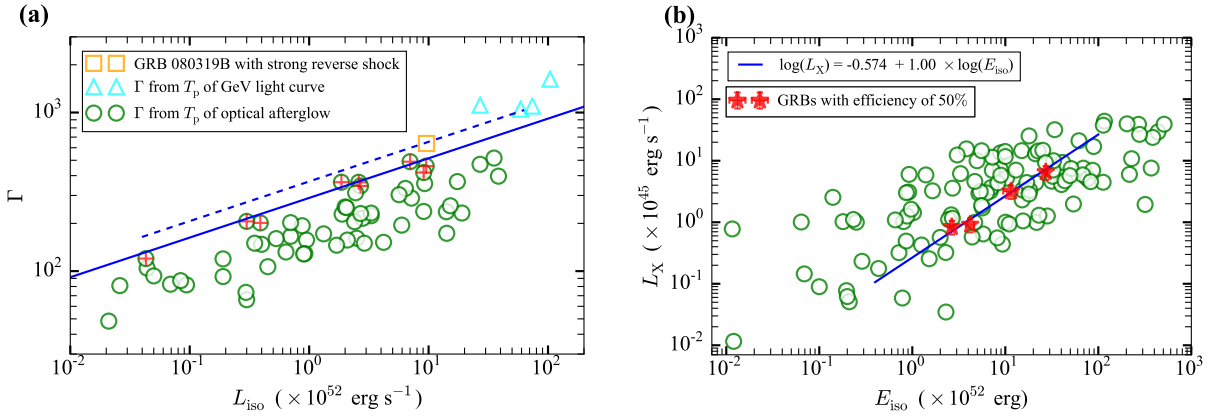 (a)
GRB 080319B with strong reverse shock
Γ from T_p of GeV light curve
Γ from T_p of optical afterglow
10^3
10^2
Γ
10^-2 10^-1 10^0 10^1 10^2
L_iso (×10^52 erg s^-1)
(b)
log(L_X) = -0.574 + 1.00 × log(E_iso)
GRBs with efficiency of 50%
10^3
10^2
10^1
10^0
10^-1
10^-2
L_X (×10^45 erg s^-1)
10^-2 10^-1 10^0 10^1 10^2 10^3
E_iso (×10^52 erg)